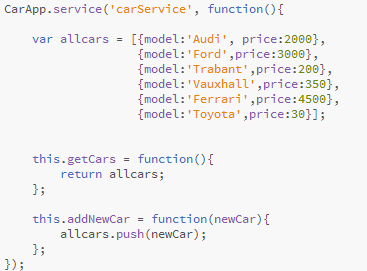 CarApp.service('carService', function(){
var allcars = [{model:'Audi', price:2000},
{model:'Ford',price:3000},
{model:'Trabant',price:200},
{model:'Vauxhall',price:350},
{model:'Ferrari',price:4500},
{model:'Toyota',price:30}];
this.getCars = function(){
return allcars;
};
this.addNewCar = function(newCar){
allcars.push(newCar);
};
});